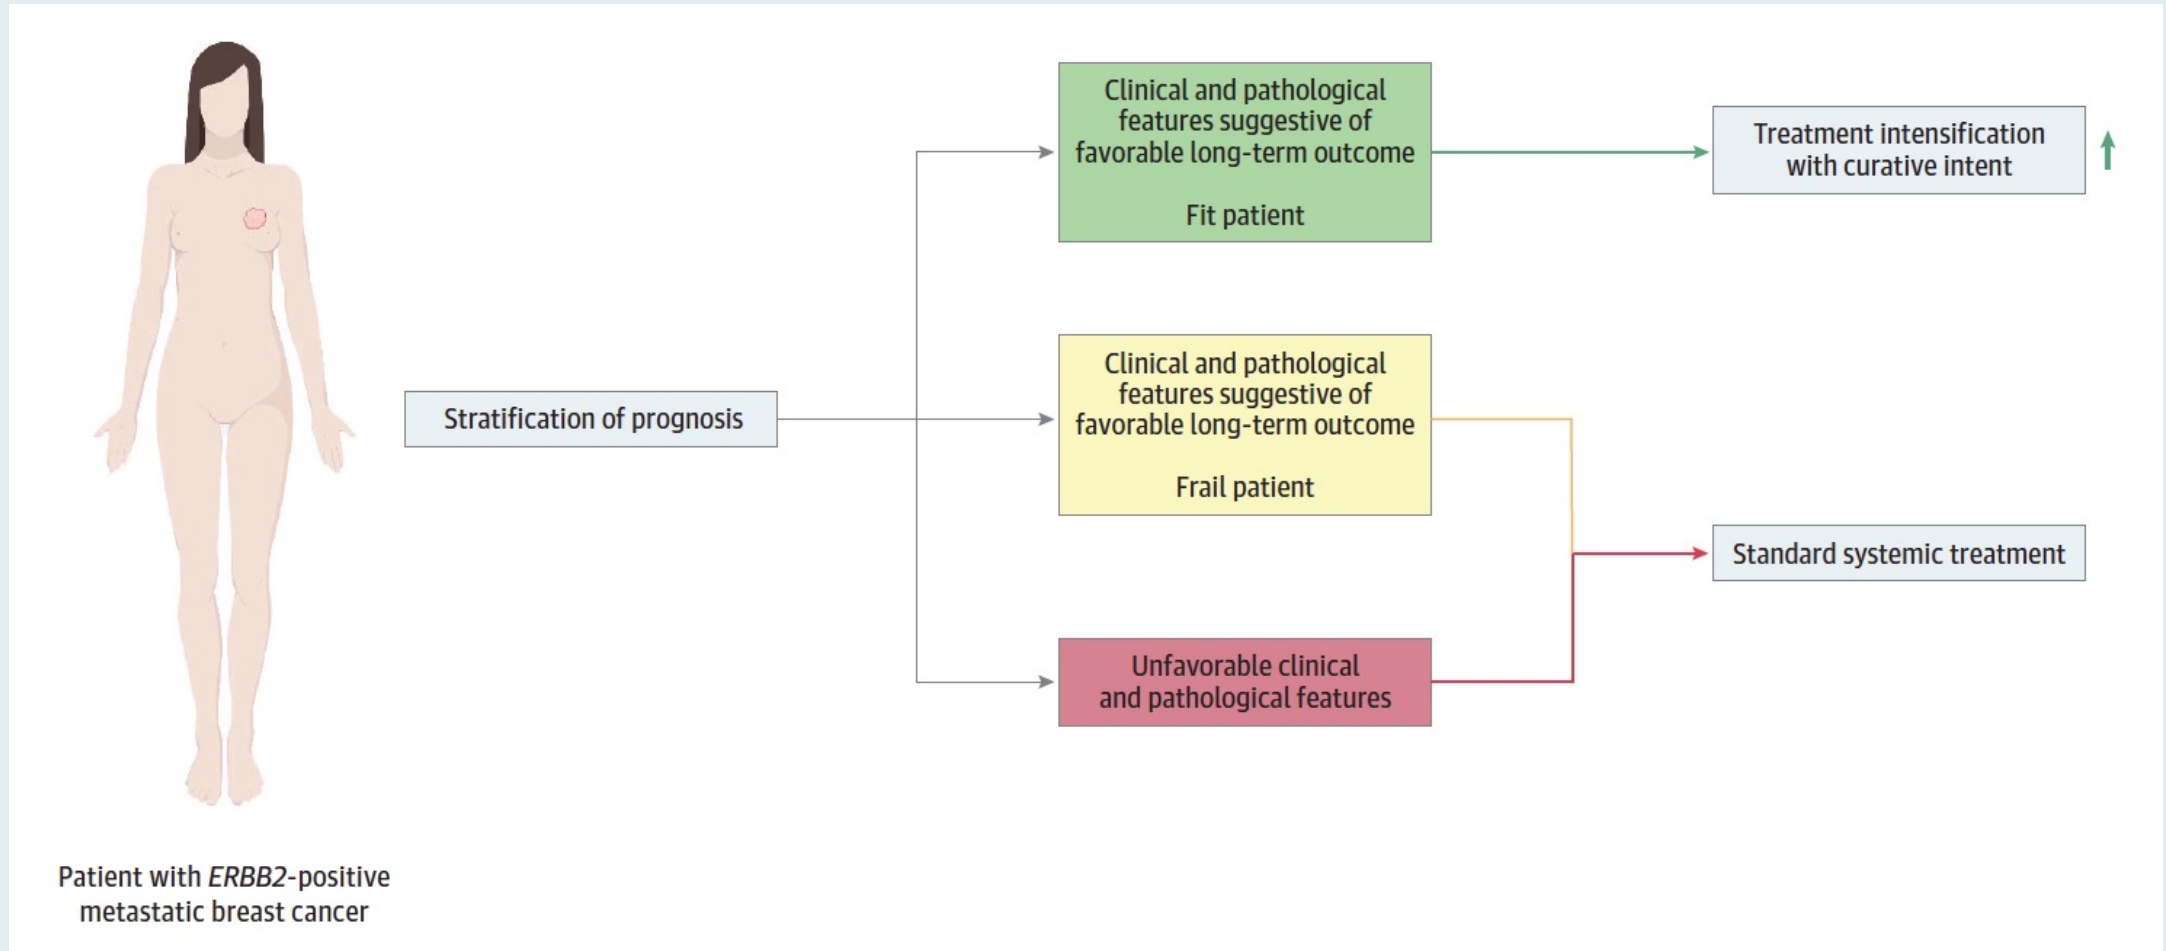 Clinical and pathological
features suggestive of
favorable long-term outcome
Fit patient
Treatment intensification
with curative intent
Stratification of prognosis
Clinical and pathological
features suggestive of
favorable long-term outcome
Frail patient
Standard systemic treatment
Unfavorable clinical
and pathological features
Patient with ERBB2-positive
metastatic breast cancer